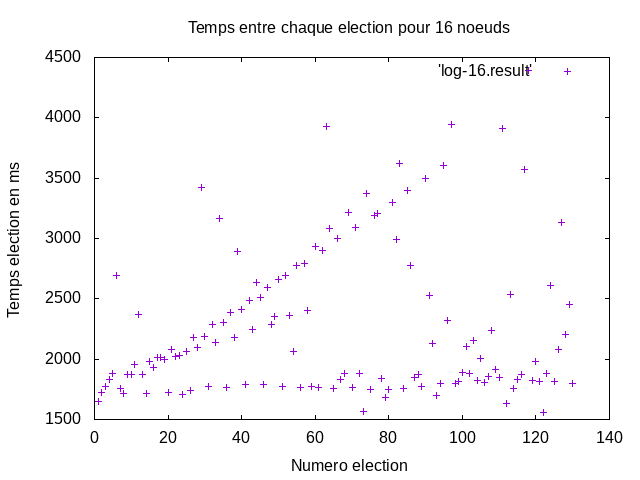 Temps entre chaque election pour 16 noeuds
4500
4000
3500
3000
2500
2000
1500
Temps election en ms
'log-16.result'
0 20 40 60 80 100 120 140
Numero election